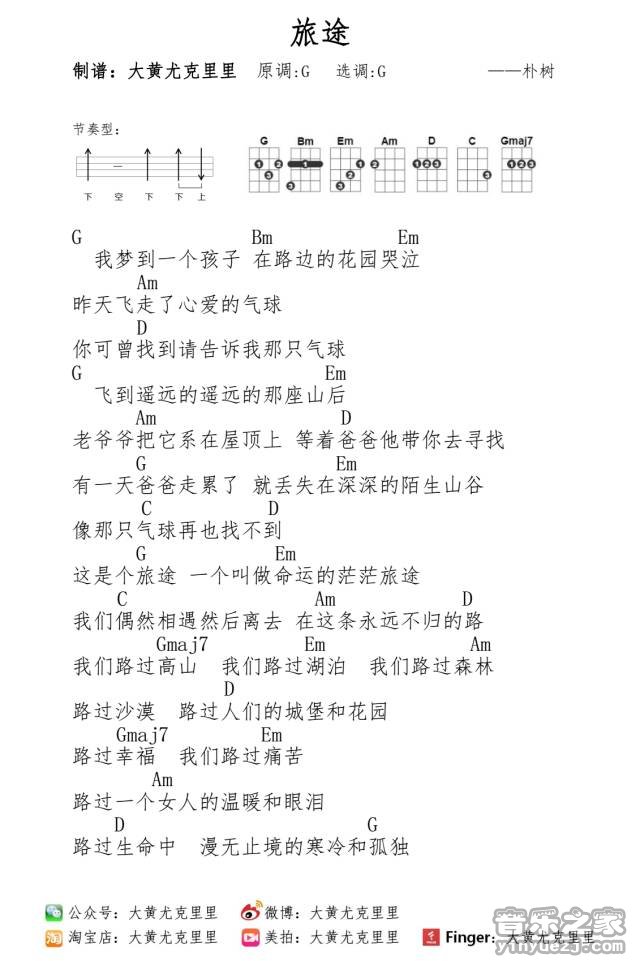 旅途
制谱：大黄尤克里里 原调:G 选调:G ——朴树
节奏型：
下 空 下 下 上
G Bm Em Am D C Gmaj7
G Bm Em
我梦到一个孩子 在路边的花园哭泣
Am
昨天飞走了心爱的气球
D
你可曾找到请告诉我那只气球
G Em
飞到遥远的遥远的那座山后
Am D
老爷爷把它系在屋顶上 等着爸爸他带你去寻找
G Em
有一天爸爸走累了 就丢失在深深的陌生山谷
C D
像那只气球再也找不到
G Em
这是个旅途 一个叫做命运的茫茫旅途
C Am D
我们偶然相遇然后离去 在这条永远不归的路
Gmaj7 Em Am
我们路过高山 我们路过湖泊 我们路过森林
D
路过沙漠 路过人们的城堡和花园
Gmaj7 Em
路过幸福 我们路过痛苦
Am
路过一个女人的温暖和眼泪
D G
路过生命中 漫无止境的寒冷和孤独
公众号：大黄尤克里里 微博：大黄尤克里里
淘宝店：大黄尤克里里 美拍：大黄尤克里里 Finger：大黄尤克里里
音乐之家
yinyuezj.com